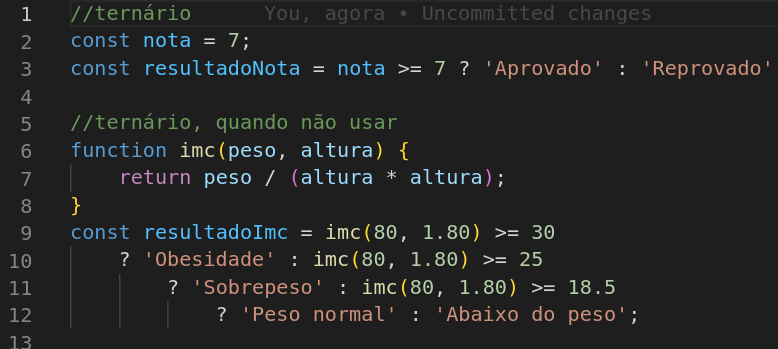 1 //ternário You, agora • Uncommitted changes
2 const nota = 7;
3 const resultadoNota = nota >= 7 ? 'Aprovado' : 'Reprovado'
4
5 //ternário, quando não usar
6 function imc(peso, altura) {
7 return peso / (altura * altura);
8 }
9 const resultadoImc = imc(80, 1.80) >= 30
10 ? 'Obesidade' : imc(80, 1.80) >= 25
11 ? 'Sobrepeso' : imc(80, 1.80) >= 18.5
12 ? 'Peso normal' : 'Abaixo do peso';
13